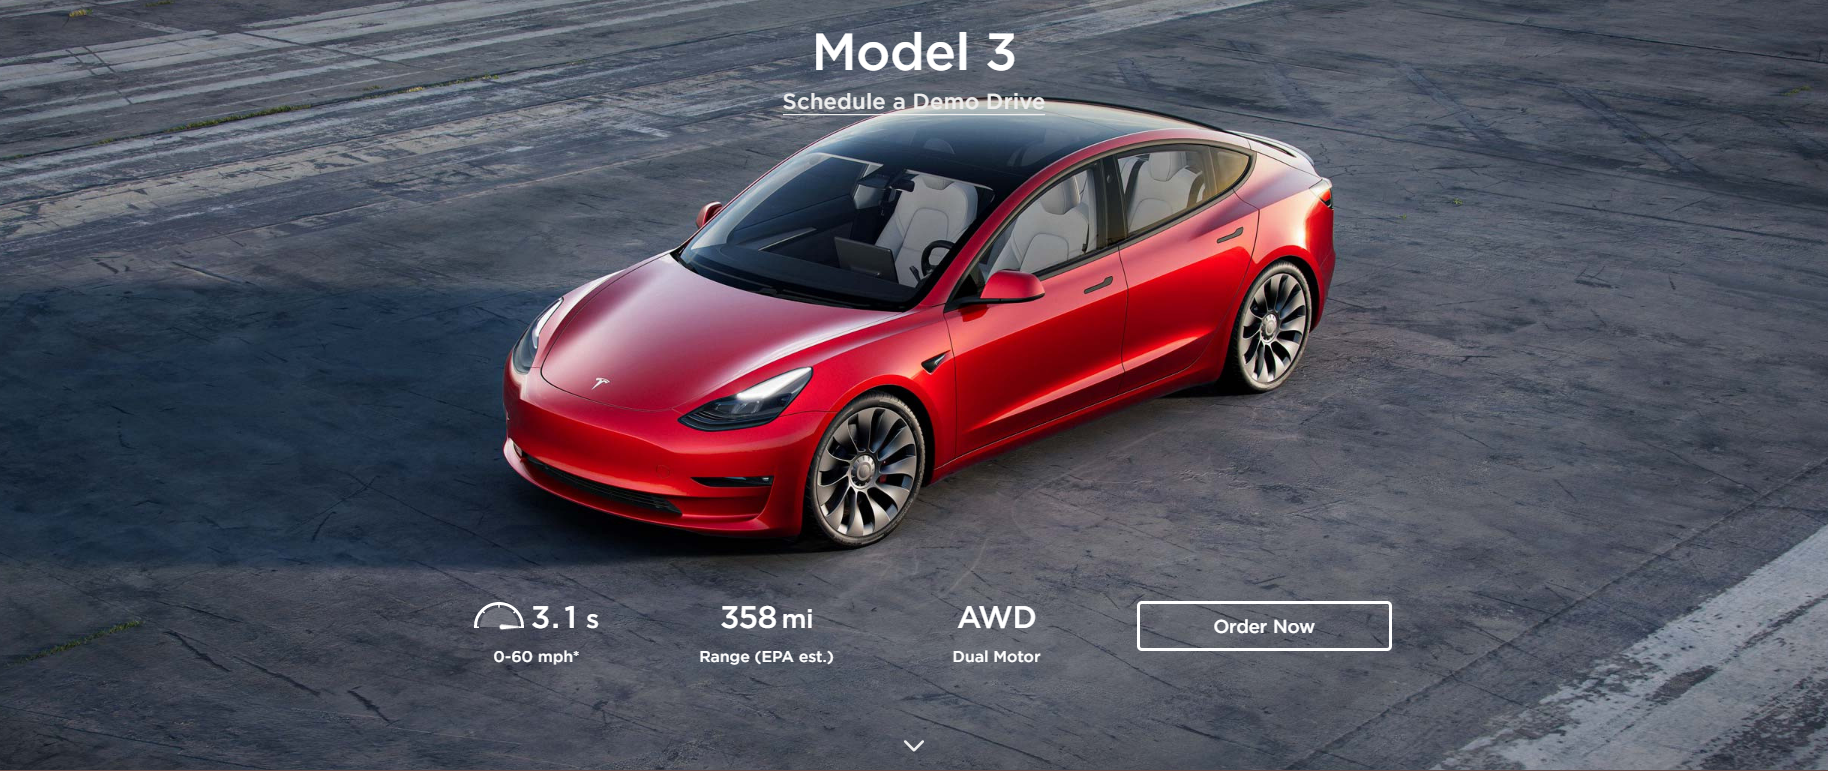 Model 3
Schedule a Demo Drive
3.1 s
0-60 mph*
358 mi
Range (EPA est.)
AWD
Dual Motor
Order Now